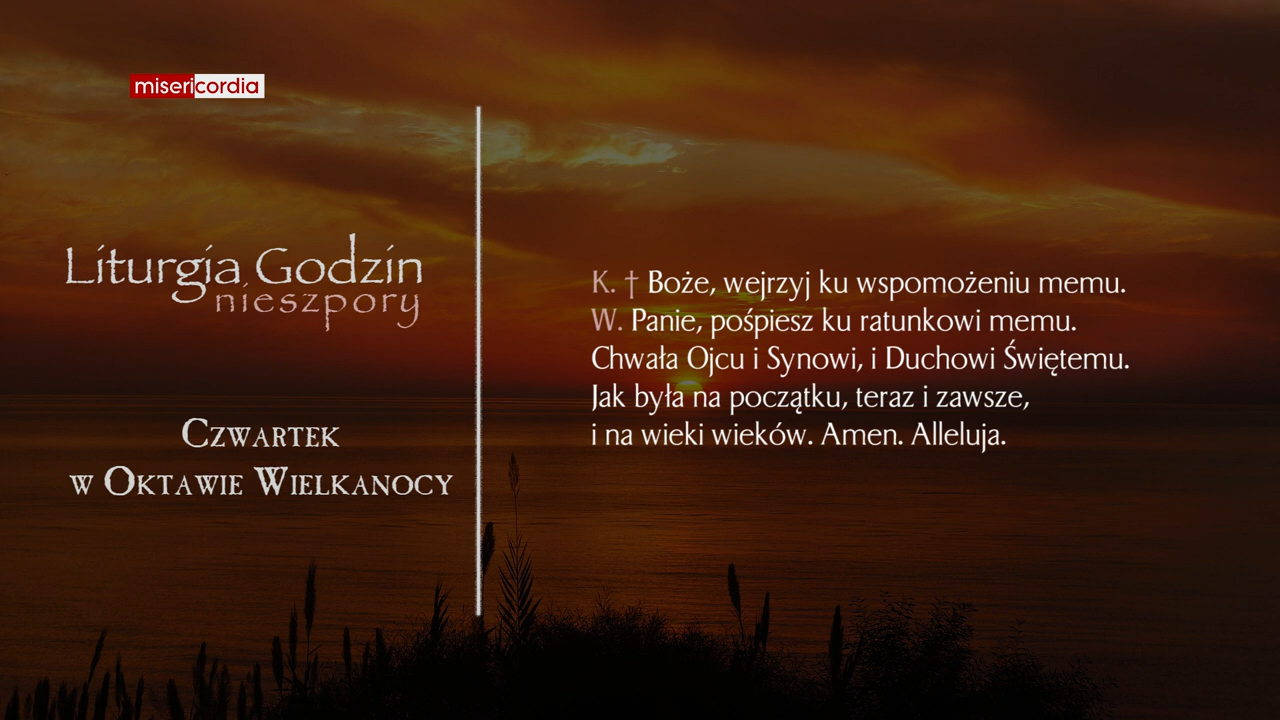 misericordia
Liturgia Godzin
nieszpory
Czwartek
w Oktawie Wielkanocy
K. † Boże, wejrzyj ku wspomożeniu memu.
W. Panie, pośpiesz ku ratunkowi memu.
Chwała Ojcu i Synowi, i Duchowi Świętemu.
Jak była na początku, teraz i zawsze,
i na wieki wieków. Amen. Alleluja.